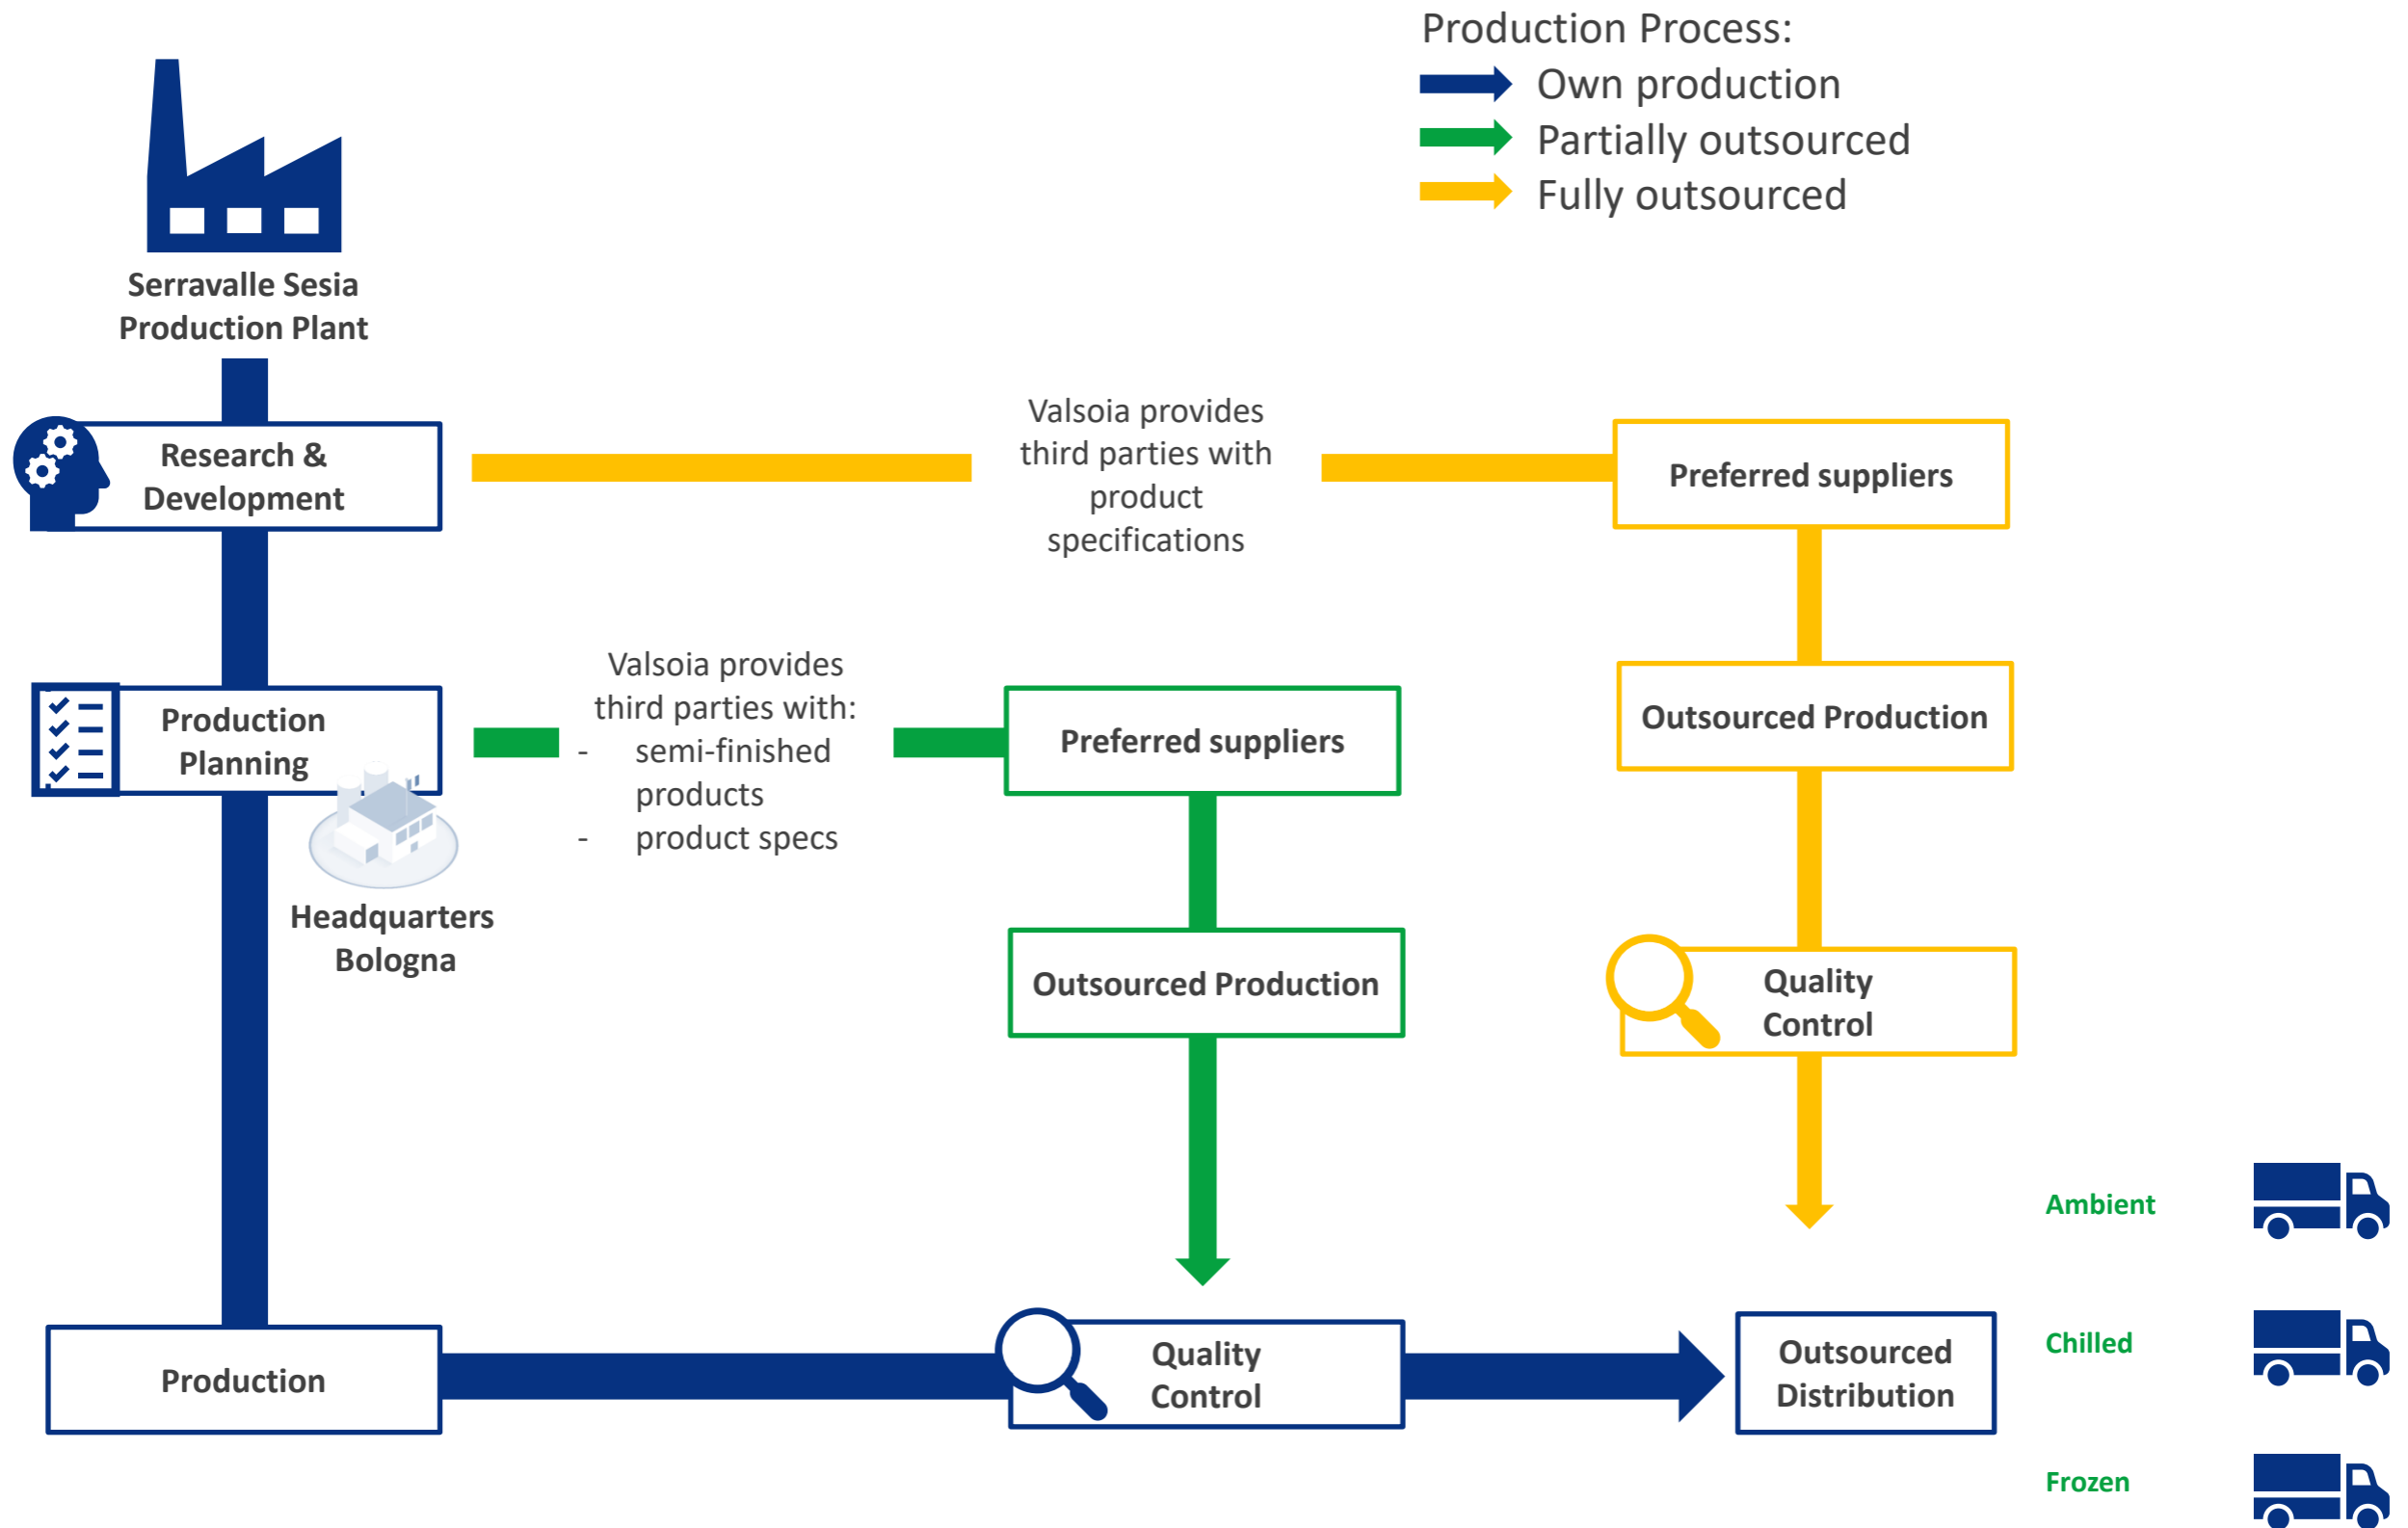 Production Process:
Own production
Partially outsourced
Fully outsourced
Serravalle Sesia
Production Plant
Research &
Development
Valsoia provides
third parties with
product
specifications
Preferred suppliers
Production
Planning
Headquarters
Bologna
Valsoia provides
third parties with:
- semi-finished
products
- product specs
Preferred suppliers
Outsourced Production
Outsourced Production
Quality
Control
Production
Quality
Control
Outsourced
Distribution
Ambient
Chilled
Frozen